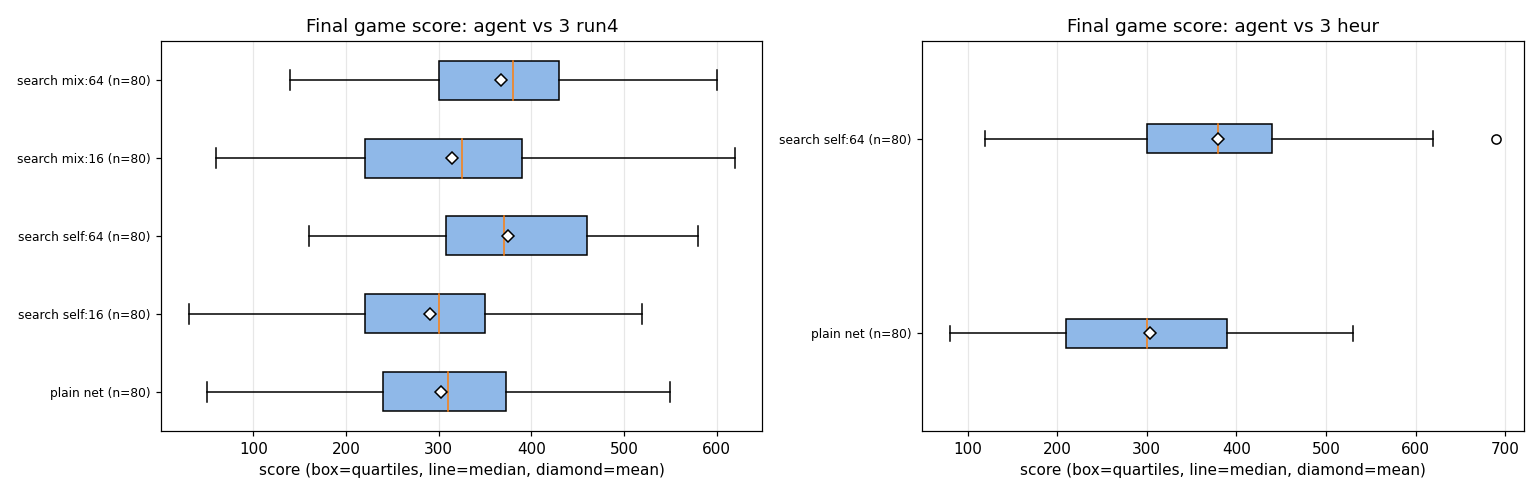 Final game score: agent vs 3 run4
search mix:64 (n=80)
search mix:16 (n=80)
search self:64 (n=80)
search self:16 (n=80)
plain net (n=80)
100 200 300 400 500 600
score (box=quartiles, line=median, diamond=mean)
Final game score: agent vs 3 heur
search self:64 (n=80)
plain net (n=80)
100 200 300 400 500 600 700
score (box=quartiles, line=median, diamond=mean)